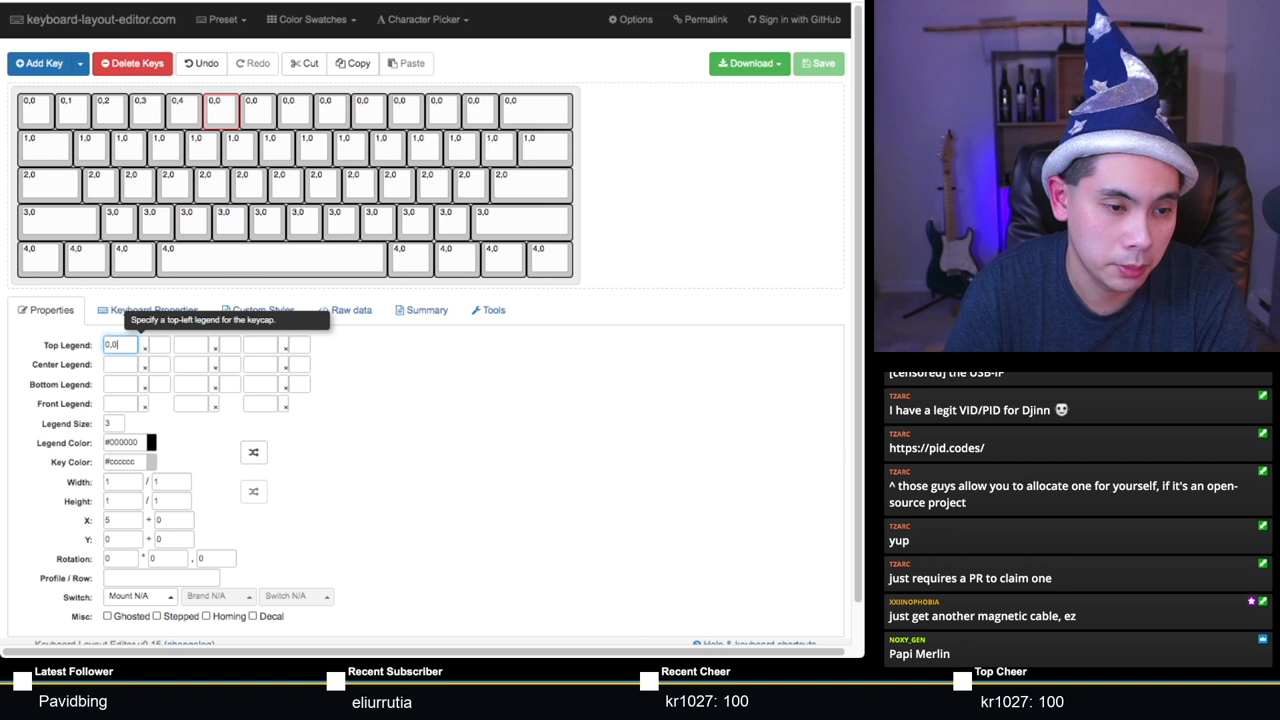 keyboard-layout-editor.com Preset Color Swatches Character Picker Options Permalink Sign in with GitHub
Add Key Delete Keys Undo Redo Cut Copy Paste Download Save
0,0 0,1 0,2 0,3 0,4 0,0 0,0 0,0 0,0 0,0 0,0 0,0 0,0 0,0
1,0 1,0 1,0 1,0 1,0 1,0 1,0 1,0 1,0 1,0 1,0 1,0 1,0 1,0
2,0 2,0 2,0 2,0 2,0 2,0 2,0 2,0 2,0 2,0 2,0 2,0 2,0
3,0 3,0 3,0 3,0 3,0 3,0 3,0 3,0 3,0 3,0 3,0 3,0
4,0 4,0 4,0 4,0 4,0 4,0 4,0 4,0
Properties Keyboard Properties Custom Styles Raw data Summary Tools
Specify a top-left legend for the keycap.
Top Legend: 0,0
Center Legend:
Bottom Legend:
Front Legend:
Legend Size: 3
Legend Color: #000000
Key Color: #cccccc
Width: 1 / 1
Height: 1 / 1
X: 5 + 0
Y: 0 + 0
Rotation: 0 ° 0 , 0
Profile / Row:
Switch: Mount N/A Brand N/A Switch N/A
Misc: Ghosted Stepped Homing Decal
Keyboard Layout Editor v0.15 (changelog) Help & keyboard shortcuts
[censored] the USB-IF
TZARC
I have a legit VID/PID for Djinn
TZARC
https://pid.codes/
TZARC
^ those guys allow you to allocate one for yourself, if it's an open-
source project
TZARC
yup
TZARC
just requires a PR to claim one
XXIINOPHOBIA
just get another magnetic cable, ez
NOXY_GEN
Papi Merlin
Latest Follower
Pavidbing
Recent Subscriber
eliurrutia
Recent Cheer
kr1027: 100
Top Cheer
kr1027: 100